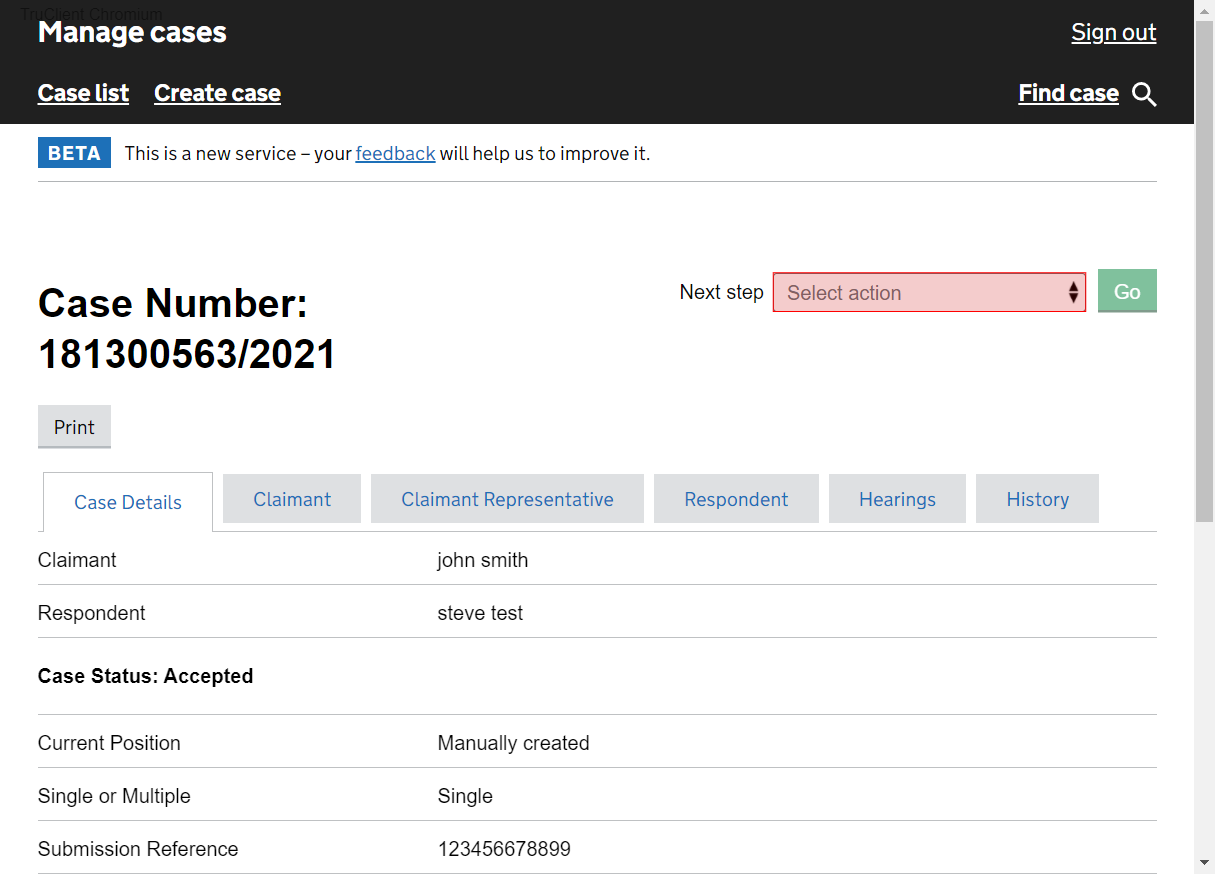 TruClient Chromium
Manage cases
Sign out
Case list Create case
Find case
BETA This is a new service – your feedback will help us to improve it.
Case Number:
181300563/2021
Next step Select action Go
Print
Case Details Claimant Claimant Representative Respondent Hearings History
Claimant john smith
Respondent steve test
Case Status: Accepted
Current Position Manually created
Single or Multiple Single
Submission Reference 123456678899